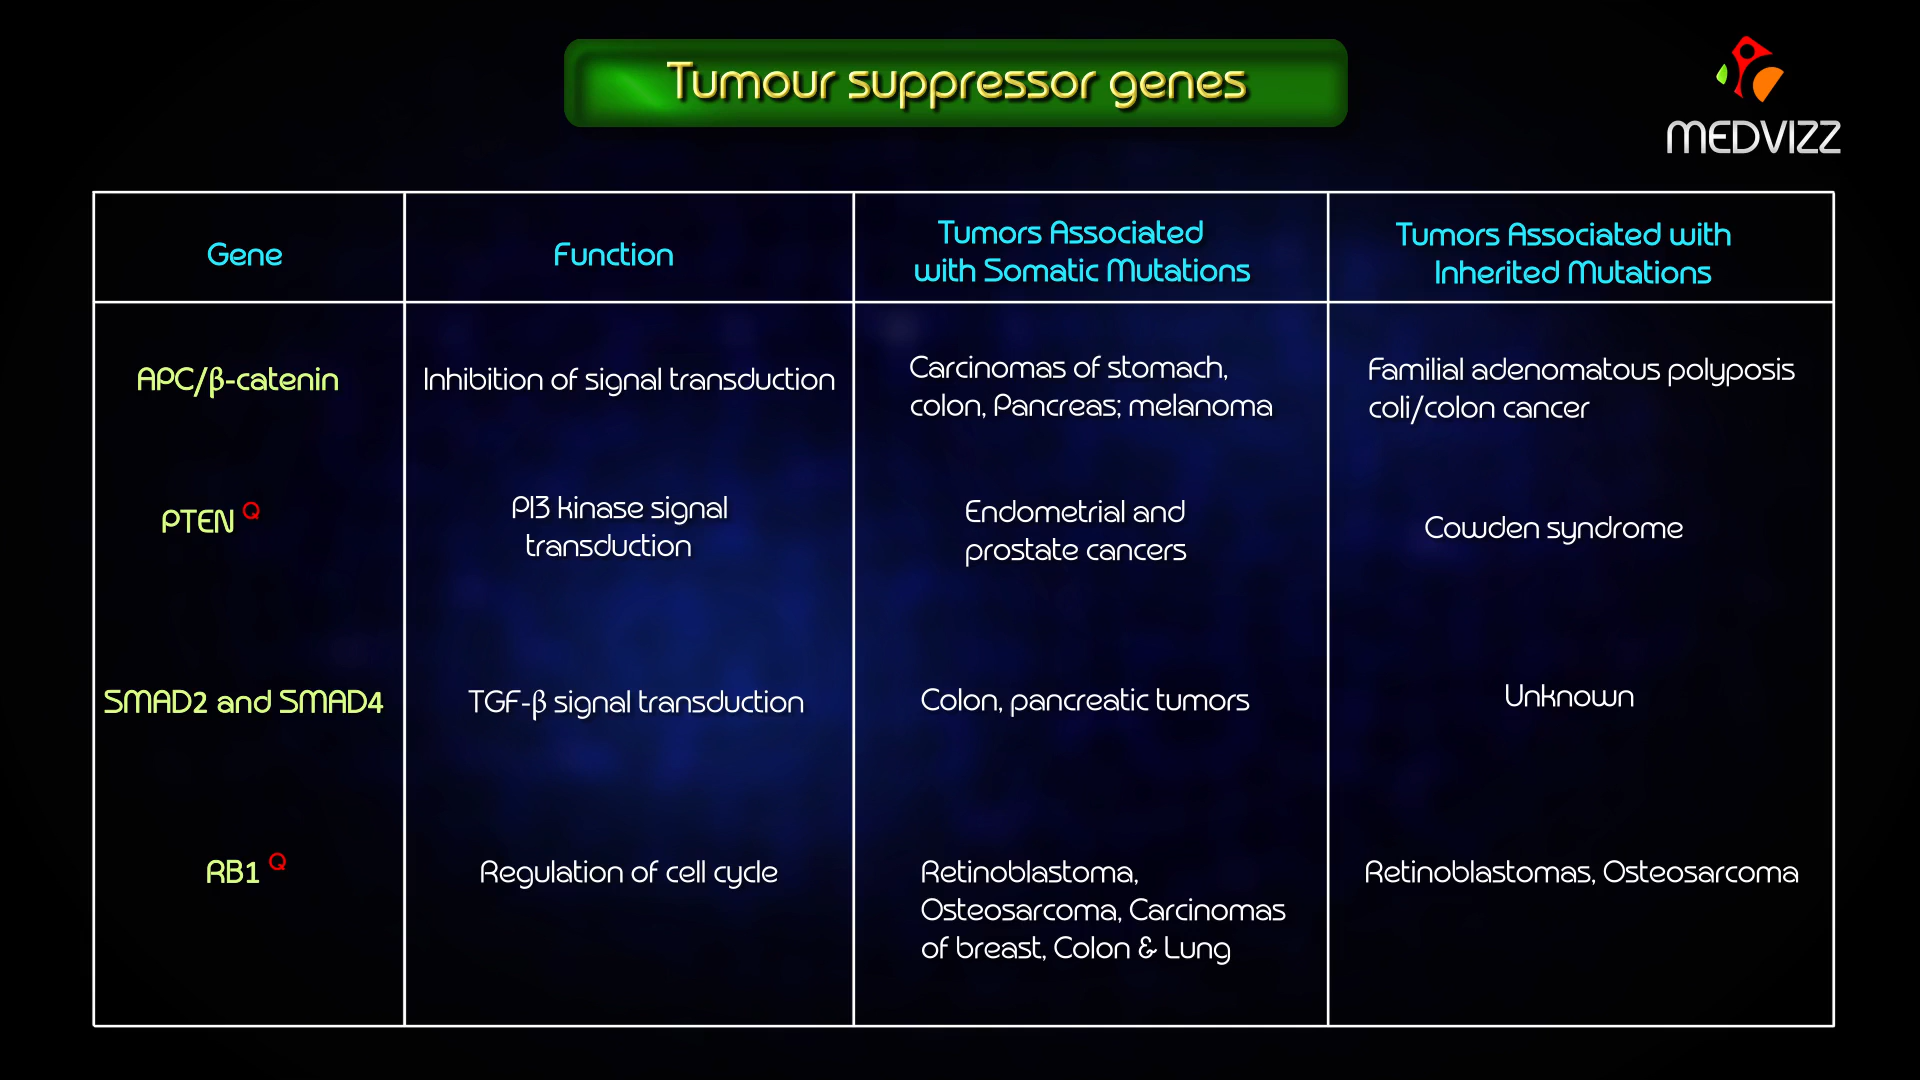 Tumour suppressor genes
MEDVIZZ
Gene
Function
Tumors Associated
with Somatic Mutations
Tumors Associated with
Inherited Mutations
APC/β-catenin
Inhibition of signal transduction
Carcinomas of stomach,
colon, Pancreas; melanoma
Familial adenomatous polyposis
coli/colon cancer
PTEN Q
PI3 kinase signal
transduction
Endometrial and
prostate cancers
Cowden syndrome
SMAD2 and SMAD4
TGF-β signal transduction
Colon, pancreatic tumors
Unknown
RB1 Q
Regulation of cell cycle
Retinoblastoma,
Osteosarcoma, Carcinomas
of breast, Colon & Lung
Retinoblastomas, Osteosarcoma